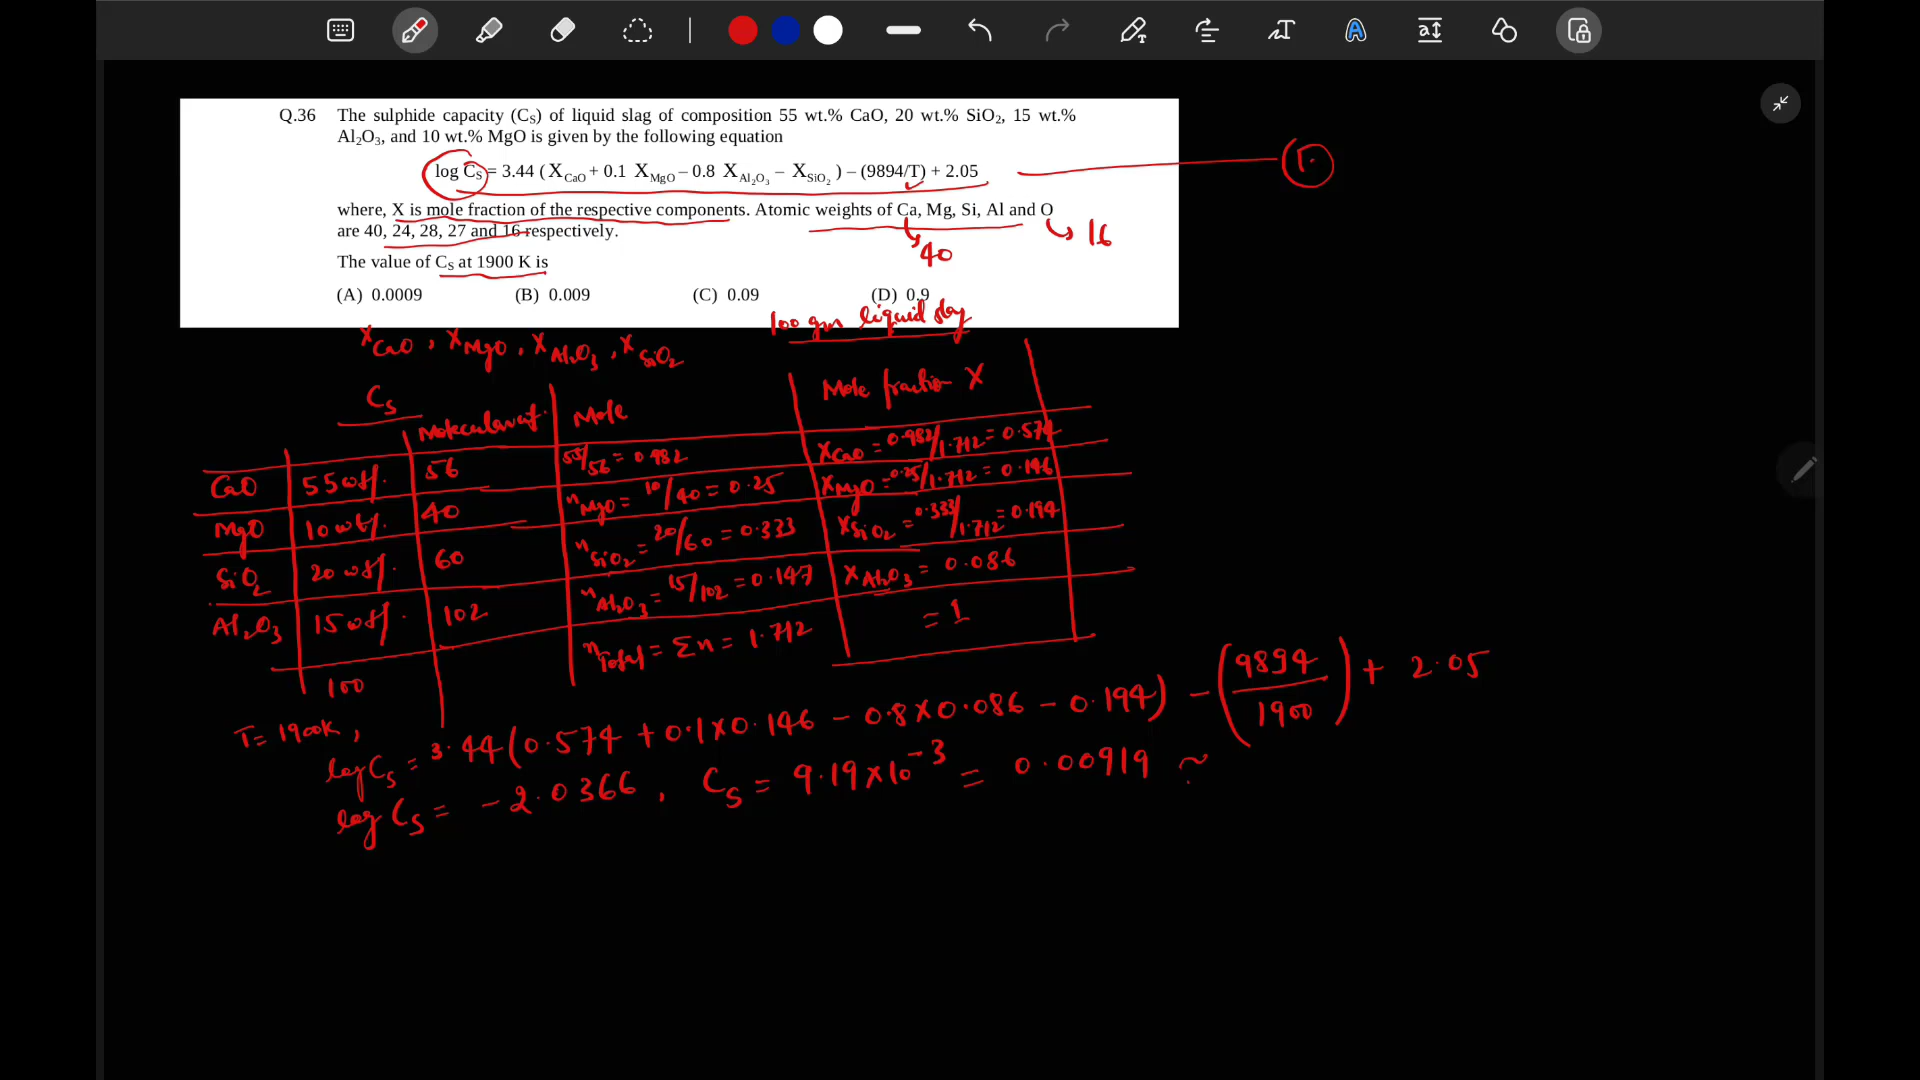 Q.36 The sulphide capacity (CS) of liquid slag of composition 55 wt.% CaO, 20 wt.% SiO2, 15 wt.%
Al2O3, and 10 wt.% MgO is given by the following equation
log CS = 3.44 ( XCaO + 0.1 XMgO – 0.8 XAl2O3 – XSiO2 ) – (9894/T) + 2.05
where, X is mole fraction of the respective components. Atomic weights of Ca, Mg, Si, Al and O
are 40, 24, 28, 27 and 16 respectively.
→ 40 → 16
The value of CS at 1900 K is
(A) 0.0009 (B) 0.009 (C) 0.09 (D) 0.9
100 gm liquid slag
XCaO, XMgO, XAl2O3, XSiO2
Cs
Molecular wt. Mole Mole fraction X
CaO 55 wt%. 56 55/56 = 0.982 XCaO = 0.982/1.712 = 0.574
MgO 10 wt%. 40 nMgO = 10/40 = 0.25 XMgO = 0.25/1.712 = 0.146
SiO2 20 wt%. 60 nSiO2 = 20/60 = 0.333 XSiO2 = 0.333/1.712 = 0.194
Al2O3 15 wt%. 102 nAl2O3 = 15/102 = 0.147 XAl2O3 = 0.086
100 nTotal = Σn = 1.712 = 1
T = 1900K,
log Cs = 3.44 (0.574 + 0.1 x 0.146 - 0.8 x 0.086 - 0.194) - (9894/1900) + 2.05
log Cs = - 2.0366, Cs = 9.19 x 10^-3 = 0.00919 ~